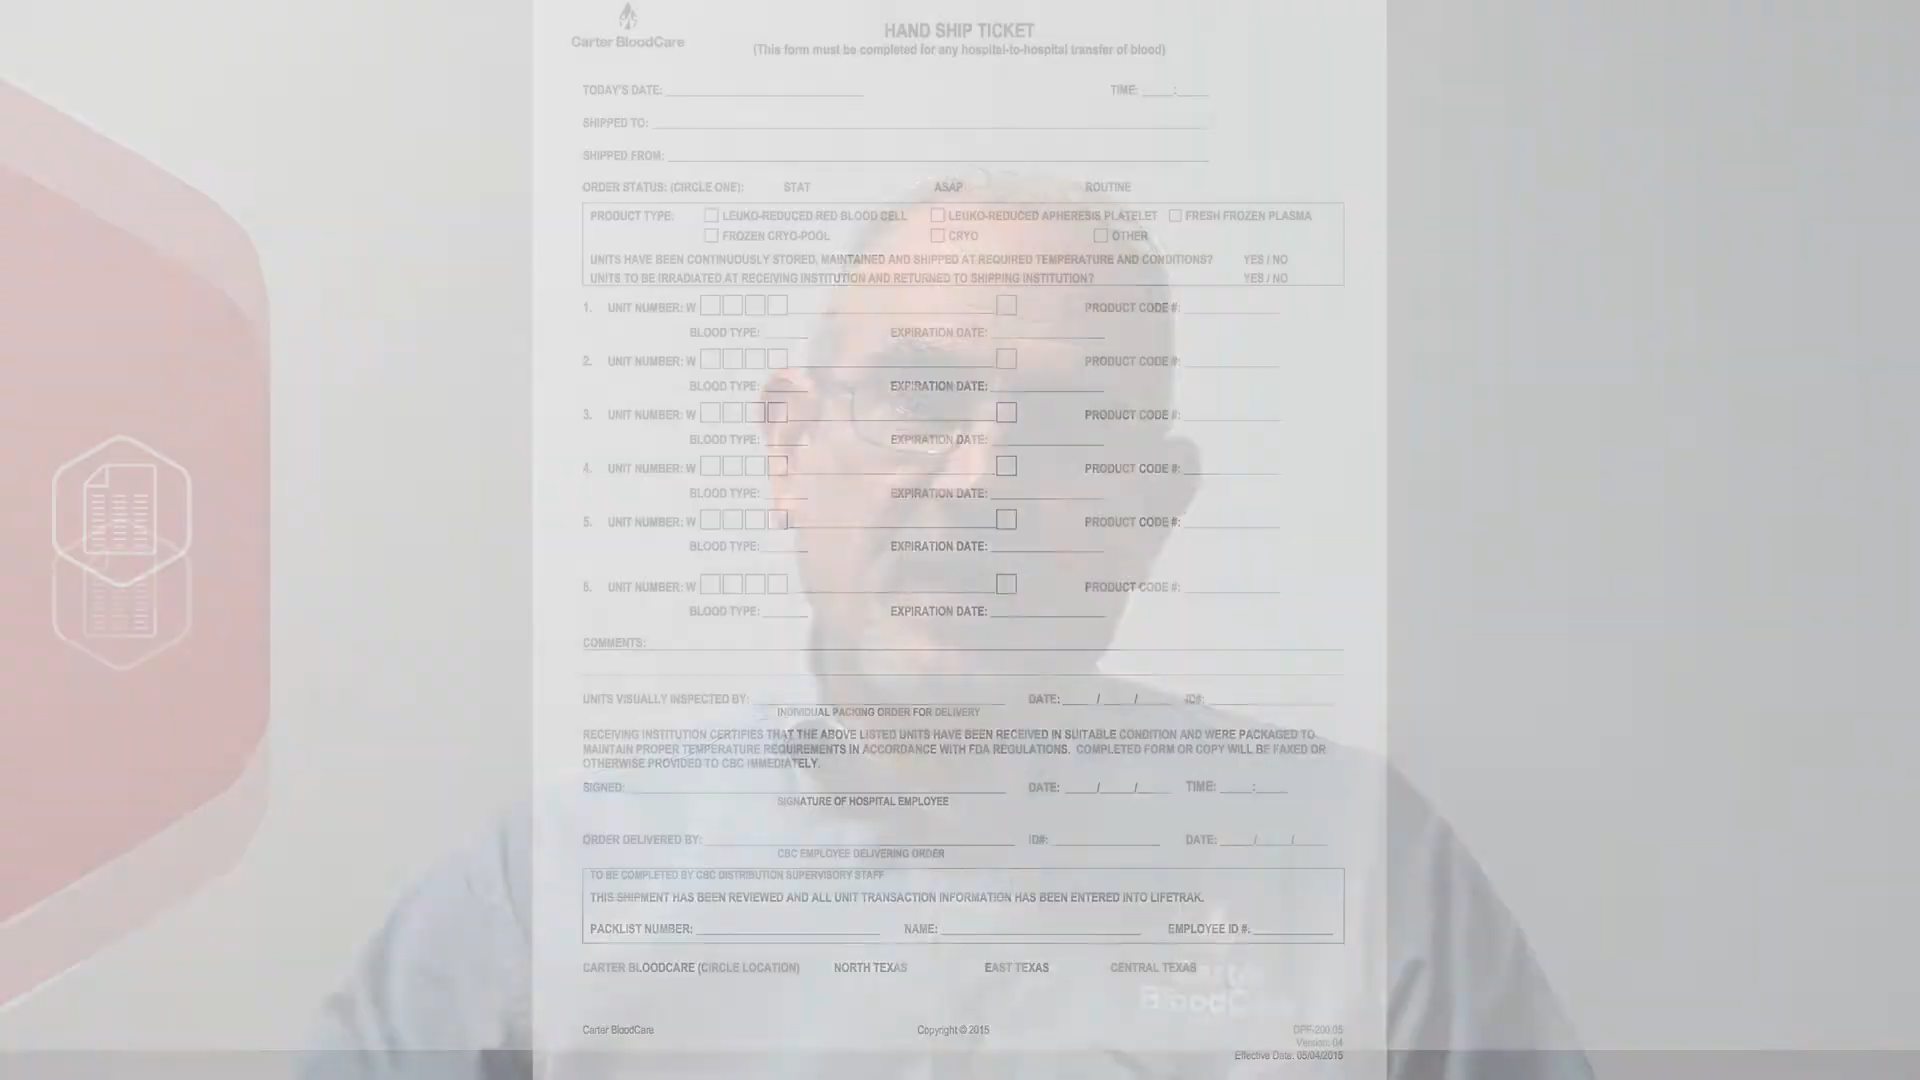 Carter BloodCare
HAND SHIP TICKET
(This form must be completed for any hospital-to-hospital transfer of blood)
TODAY'S DATE: TIME: :
SHIPPED TO:
SHIPPED FROM:
ORDER STATUS: (CIRCLE ONE): STAT ASAP ROUTINE
PRODUCT TYPE: LEUKO-REDUCED RED BLOOD CELL LEUKO-REDUCED APHERESIS PLATELET FRESH FROZEN PLASMA
FROZEN CRYO-POOL CRYO OTHER
UNITS HAVE BEEN CONTINUOUSLY STORED, MAINTAINED AND SHIPPED AT REQUIRED TEMPERATURE AND CONDITIONS? YES / NO
UNITS TO BE IRRADIATED AT RECEIVING INSTITUTION AND RETURNED TO SHIPPING INSTITUTION? YES / NO
1. UNIT NUMBER: W PRODUCT CODE #:
BLOOD TYPE: EXPIRATION DATE:
2. UNIT NUMBER: W PRODUCT CODE #:
BLOOD TYPE: EXPIRATION DATE:
3. UNIT NUMBER: W PRODUCT CODE #:
BLOOD TYPE: EXPIRATION DATE:
4. UNIT NUMBER: W PRODUCT CODE #:
BLOOD TYPE: EXPIRATION DATE:
5. UNIT NUMBER: W PRODUCT CODE #:
BLOOD TYPE: EXPIRATION DATE:
6. UNIT NUMBER: W PRODUCT CODE #:
BLOOD TYPE: EXPIRATION DATE:
COMMENTS:
UNITS VISUALLY INSPECTED BY: DATE: / / ID#:
INDIVIDUAL PACKING ORDER FOR DELIVERY
RECEIVING INSTITUTION CERTIFIES THAT THE ABOVE LISTED UNITS HAVE BEEN RECEIVED IN SUITABLE CONDITION AND WERE PACKAGED TO
MAINTAIN PROPER TEMPERATURE REQUIREMENTS IN ACCORDANCE WITH FDA REGULATIONS. COMPLETED FORM OR COPY WILL BE FAXED OR
OTHERWISE PROVIDED TO CBC IMMEDIATELY.
SIGNED: DATE: / / TIME: :
SIGNATURE OF HOSPITAL EMPLOYEE
ORDER DELIVERED BY: ID#: DATE: / /
CBC EMPLOYEE DELIVERING ORDER
TO BE COMPLETED BY CBC DISTRIBUTION SUPERVISORY STAFF
THIS SHIPMENT HAS BEEN REVIEWED AND ALL UNIT TRANSACTION INFORMATION HAS BEEN ENTERED INTO LIFETRAK.
PACKLIST NUMBER: NAME: EMPLOYEE ID #:
CARTER BLOODCARE (CIRCLE LOCATION) NORTH TEXAS EAST TEXAS CENTRAL TEXAS
Carter BloodCare Copyright © 2015 DPF-200.05
Version: 04
Effective Date: 05/04/2015